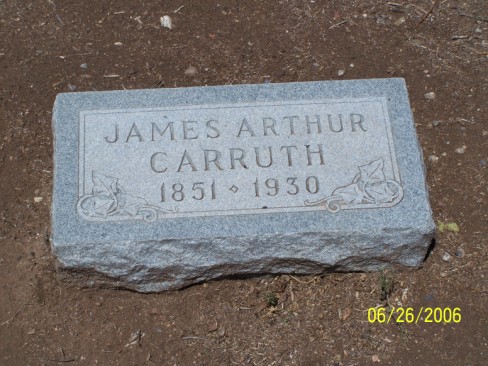 JAMES ARTHUR
CARRUTH
1851 ⋄ 1930
06/26/2006